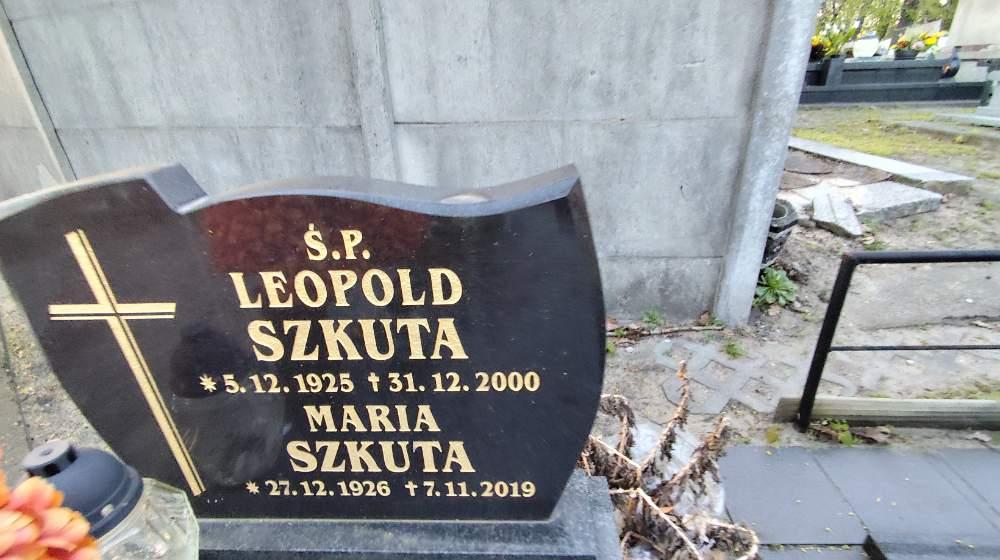 Ś.P.
LEOPOLD
SZKUTA
* 5.12.1925 † 31.12.2000
MARIA
SZKUTA
* 27.12.1926 † 7.11.2019